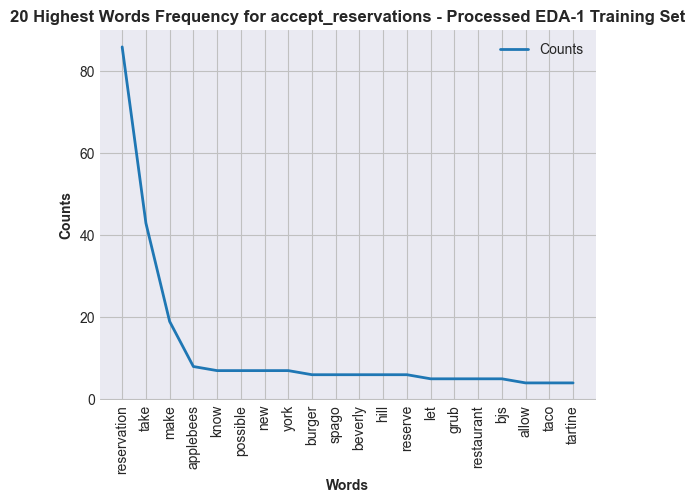 20 Highest Words Frequency for accept_reservations - Processed EDA-1 Training Set
Counts
80
60
40
20
0
Counts
reservation
take
make
applebees
know
possible
new
york
burger
spago
beverly
hill
reserve
let
grub
restaurant
bjs
allow
taco
tartine
Words